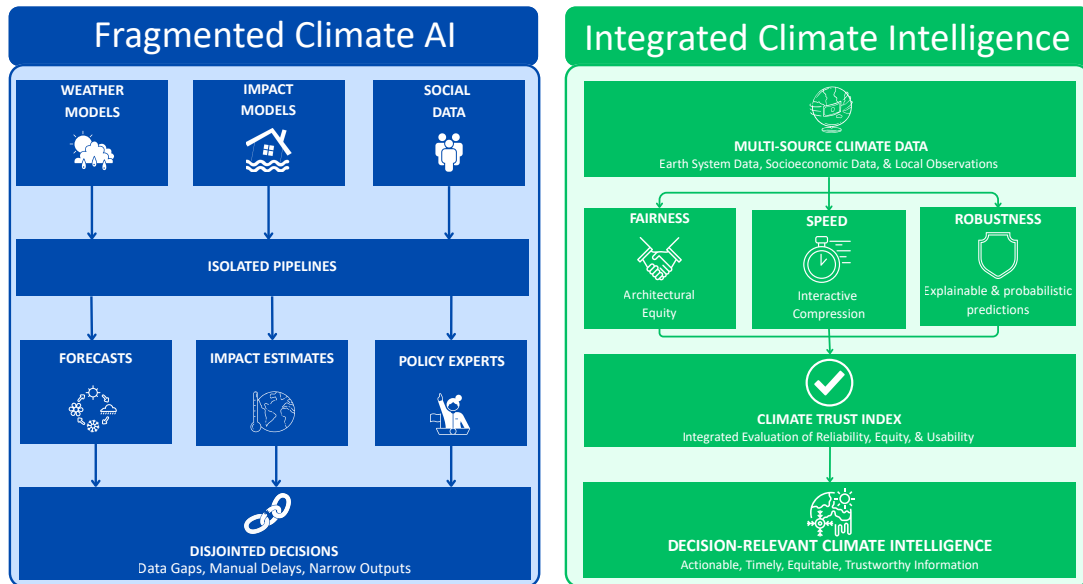 Fragmented Climate AI
WEATHER
MODELS
IMPACT
MODELS
SOCIAL
DATA
ISOLATED PIPELINES
FORECASTS
IMPACT ESTIMATES
POLICY EXPERTS
DISJOINTED DECISIONS
Data Gaps, Manual Delays, Narrow Outputs
Integrated Climate Intelligence
MULTI-SOURCE CLIMATE DATA
Earth System Data, Socioeconomic Data, & Local Observations
FAIRNESS
Architectural
Equity
SPEED
Interactive
Compression
ROBUSTNESS
Explainable & probabilistic
predictions
CLIMATE TRUST INDEX
Integrated Evaluation of Reliability, Equity, & Usability
DECISION-RELEVANT CLIMATE INTELLIGENCE
Actionable, Timely, Equitable, Trustworthy Information